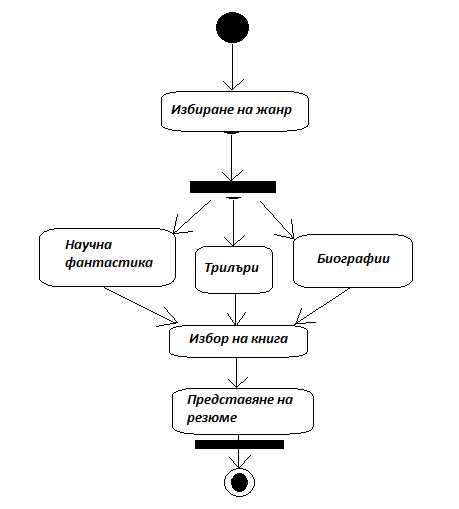 Избиране на жанр
Научна
фантастика
Трилъри
Биографии
Избор на книга
Представяне на
резюме